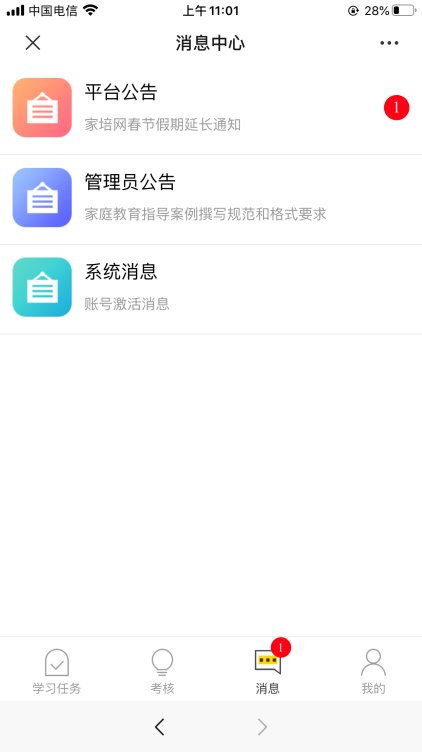 中国电信 上午 11:01 28%
消息中心
平台公告
家培网春节假期延长通知
1
管理员公告
家庭教育指导案例撰写规范和格式要求
系统消息
账号激活消息
1
学习任务 考核 消息 我的